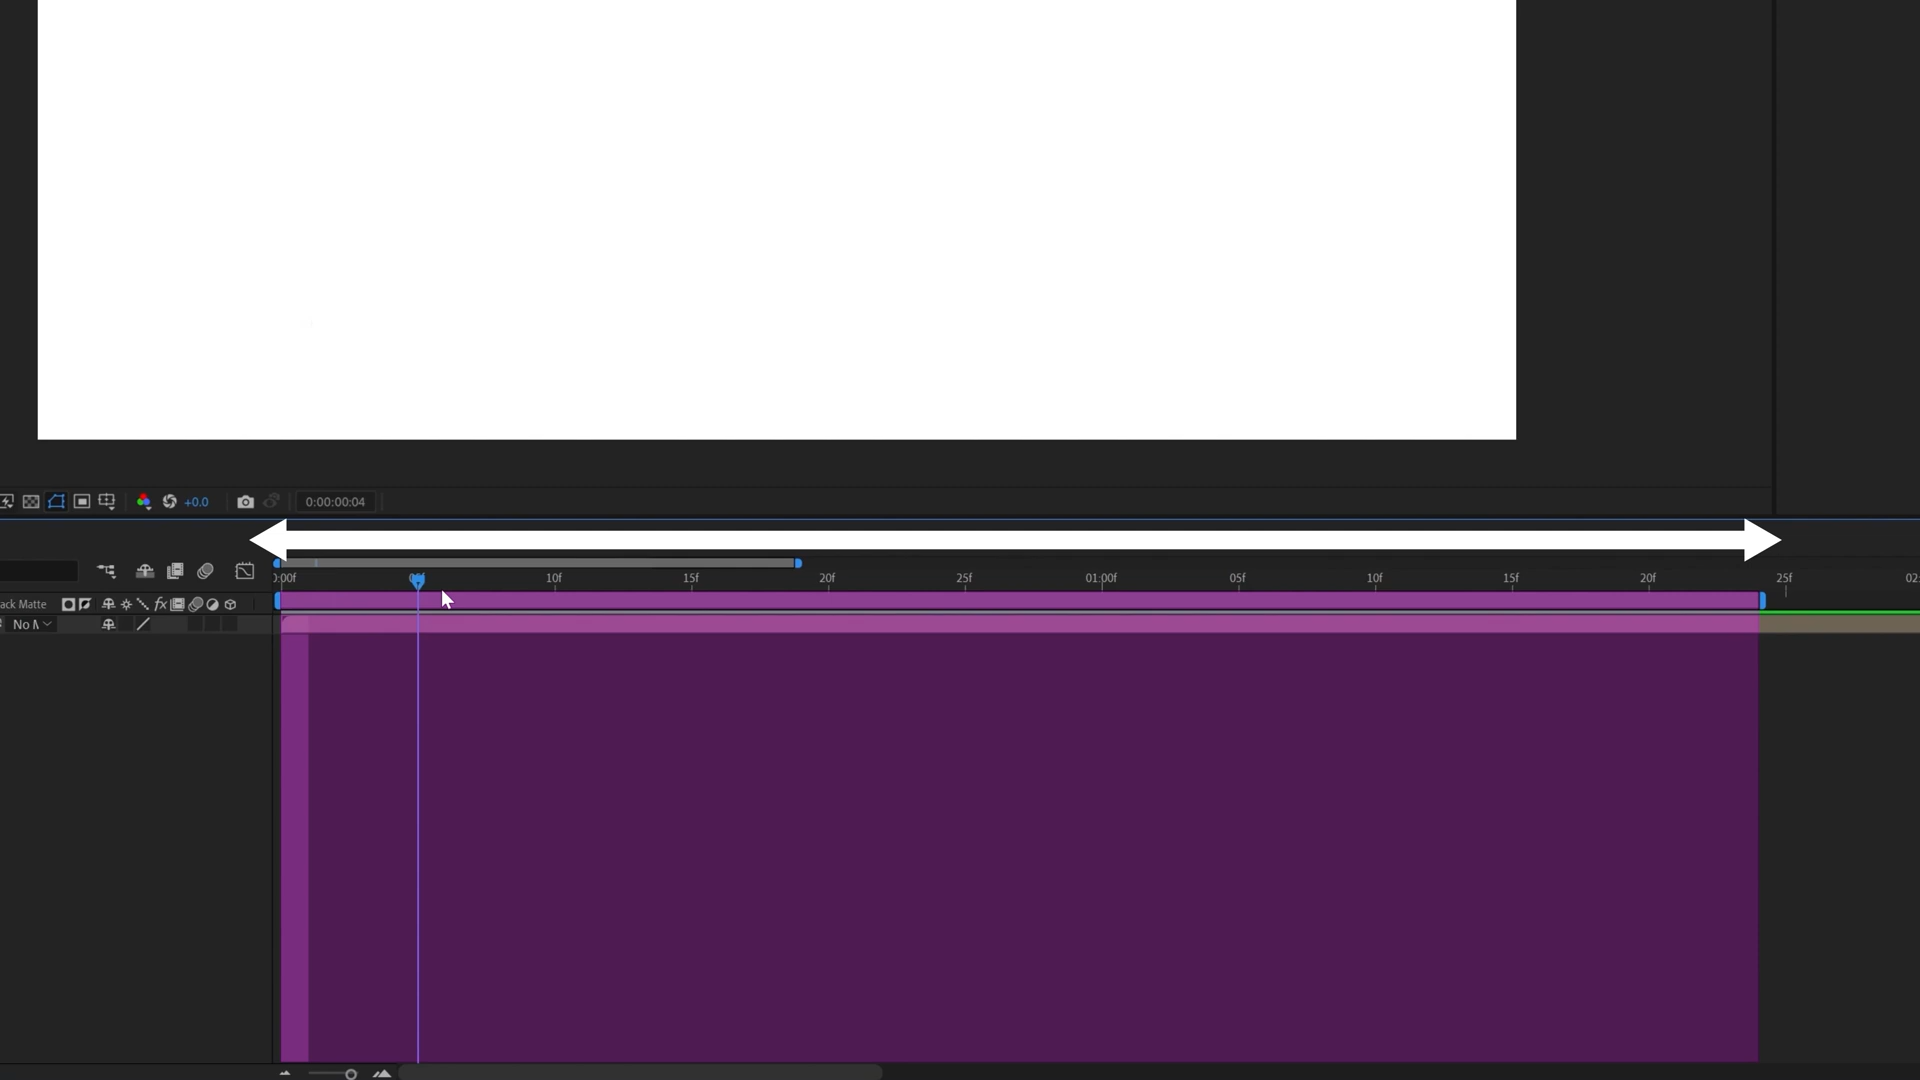 +0.0
0:00:00:04
0:00f
10f
15f
20f
25f
01:00f
05f
10f
15f
20f
25f
02:
ack Matte
fx
No M